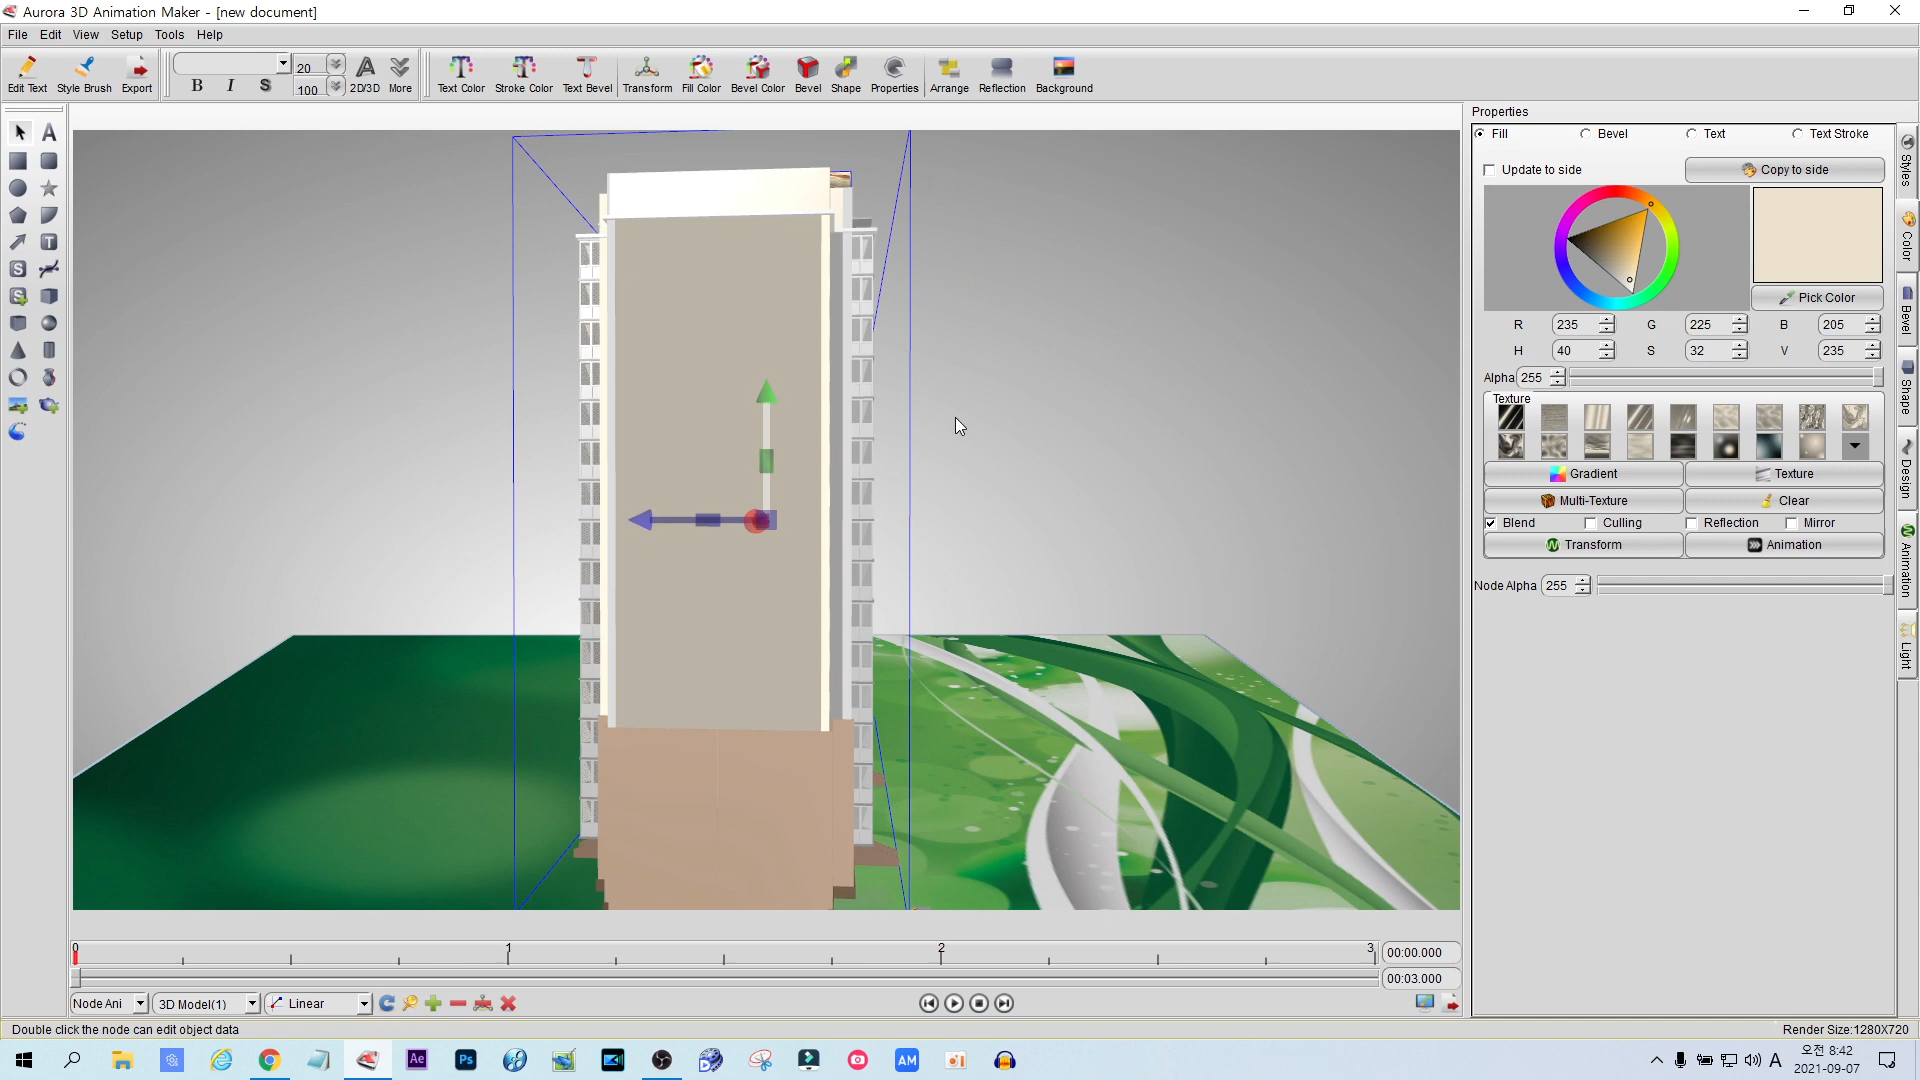 Aurora 3D Animation Maker - [new document]
File Edit View Setup Tools Help
Edit Text Style Brush Export
20
100
B I S 2D/3D More
Text Color Stroke Color Text Bevel Transform Fill Color Bevel Color Bevel Shape Properties Arrange Reflection Background
Properties
Fill Bevel Text Text Stroke
Update to side Copy to side
Pick Color
R 235 G 225 B 205
H 40 S 32 V 235
Alpha 255
Texture
Gradient Texture
Multi-Texture Clear
Blend Culling Reflection Mirror
Transform Animation
Node Alpha 255
Styles
Color
Bevel
Shape
Design
Animation
Light
0 1 2 3
00:00.000
00:03.000
Node Ani 3D Model(1) Linear
Double click the node can edit object data
Render Size:1280X720
Ae Ps AM A
오전 8:42
2021-09-07